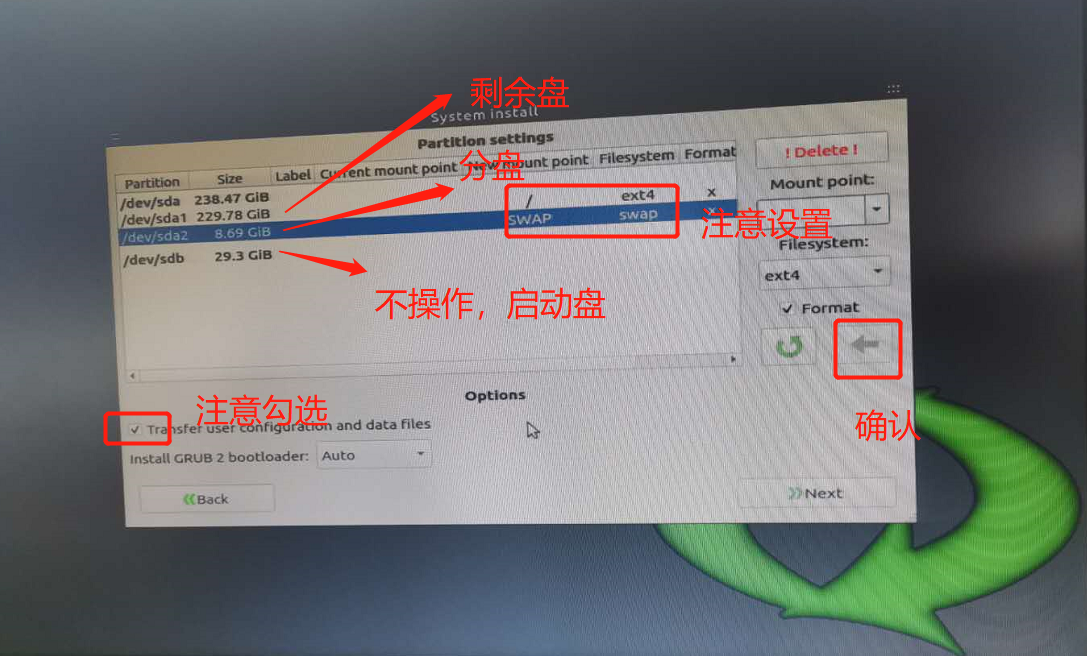 剩余盘
System install
Partition settings
分盘
Partition Size Label Current mount point New mount point Filesystem Format
/dev/sda 238.47 GiB
/dev/sda1 229.78 GiB / ext4 x
/dev/sda2 8.69 GiB SWAP swap x
/dev/sdb 29.3 GiB
! Delete !
Mount point:
注意设置
Filesystem:
ext4
Format
不操作，启动盘
确认
Options
注意勾选
Transfer user configuration and data files
Install GRUB 2 bootloader: Auto
Back
Next